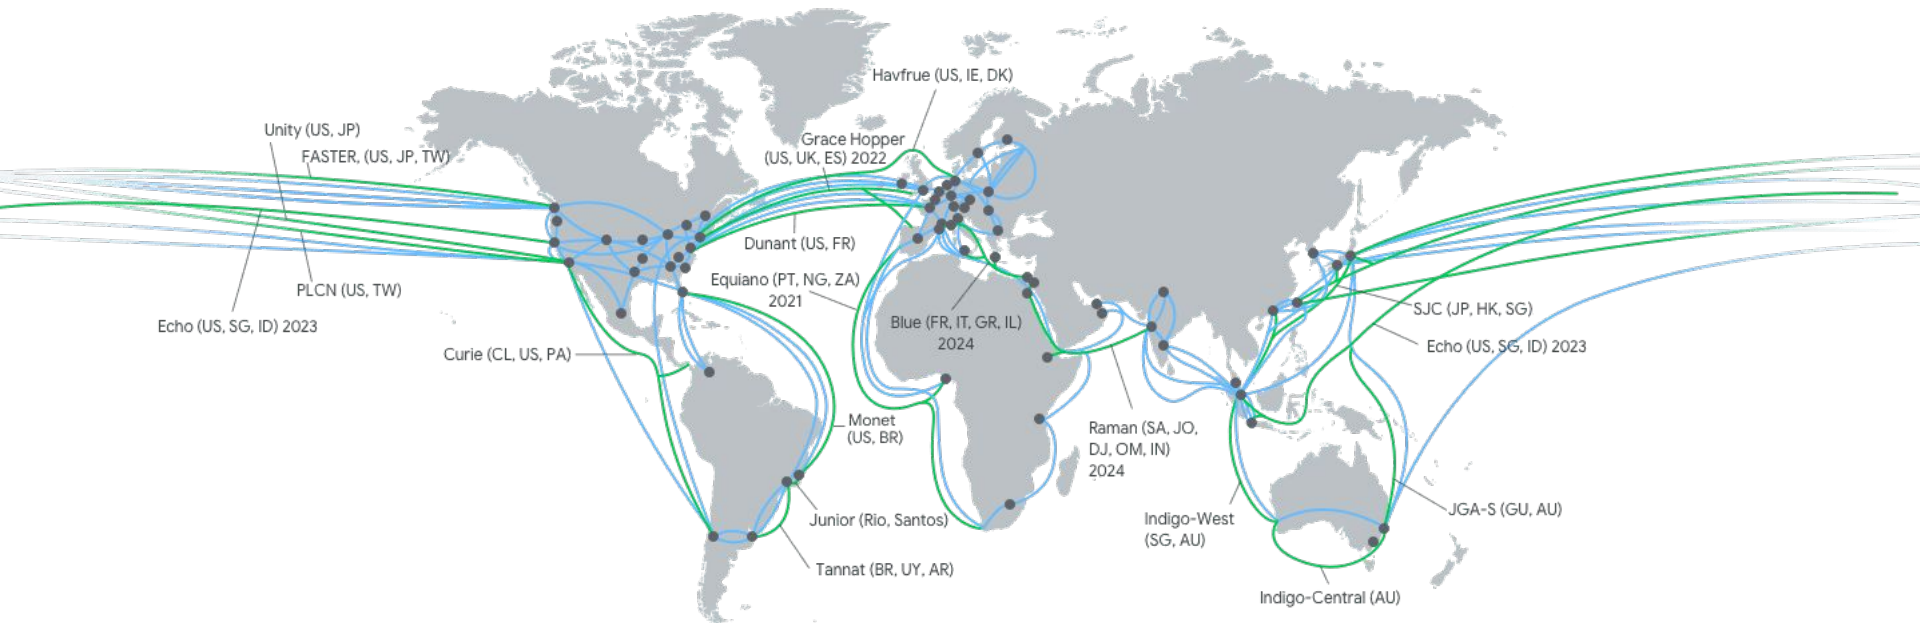 Havfrue (US, IE, DK)
Unity (US, JP)
FASTER, (US, JP, TW)
Grace Hopper
(US, UK, ES) 2022
Dunant (US, FR)
Equiano (PT, NG, ZA)
2021
PLCN (US, TW)
Echo (US, SG, ID) 2023
Blue (FR, IT, GR, IL)
2024
SJC (JP, HK, SG)
Echo (US, SG, ID) 2023
Curie (CL, US, PA)
Monet
(US, BR)
Raman (SA, JO,
DJ, OM, IN)
2024
Junior (Rio, Santos)
Indigo-West
(SG, AU)
JGA-S (GU, AU)
Tannat (BR, UY, AR)
Indigo-Central (AU)